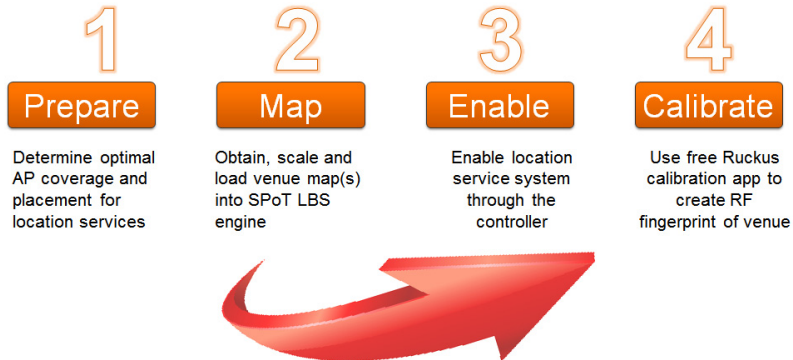 1
Prepare
Determine optimal
AP coverage and
placement for
location services
2
Map
Obtain, scale and
load venue map(s)
into SPoT LBS
engine
3
Enable
Enable location
service system
through the
controller
4
Calibrate
Use free Ruckus
calibration app to
create RF
fingerprint of venue